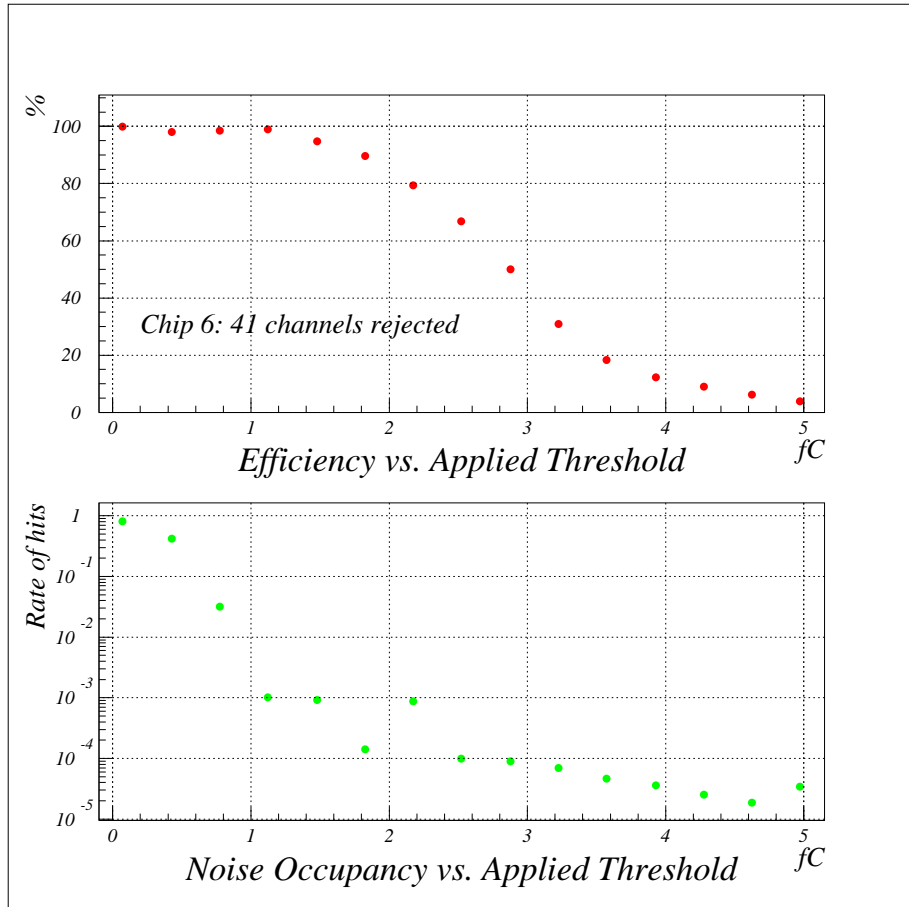 %
100
80
60
40
20
0
Chip 6: 41 channels rejected
0 1 2 3 4 5
fC
Efficiency vs. Applied Threshold
Rate of hits
1
10 -1
10 -2
10 -3
10 -4
10 -5
0 1 2 3 4 5
fC
Noise Occupancy vs. Applied Threshold